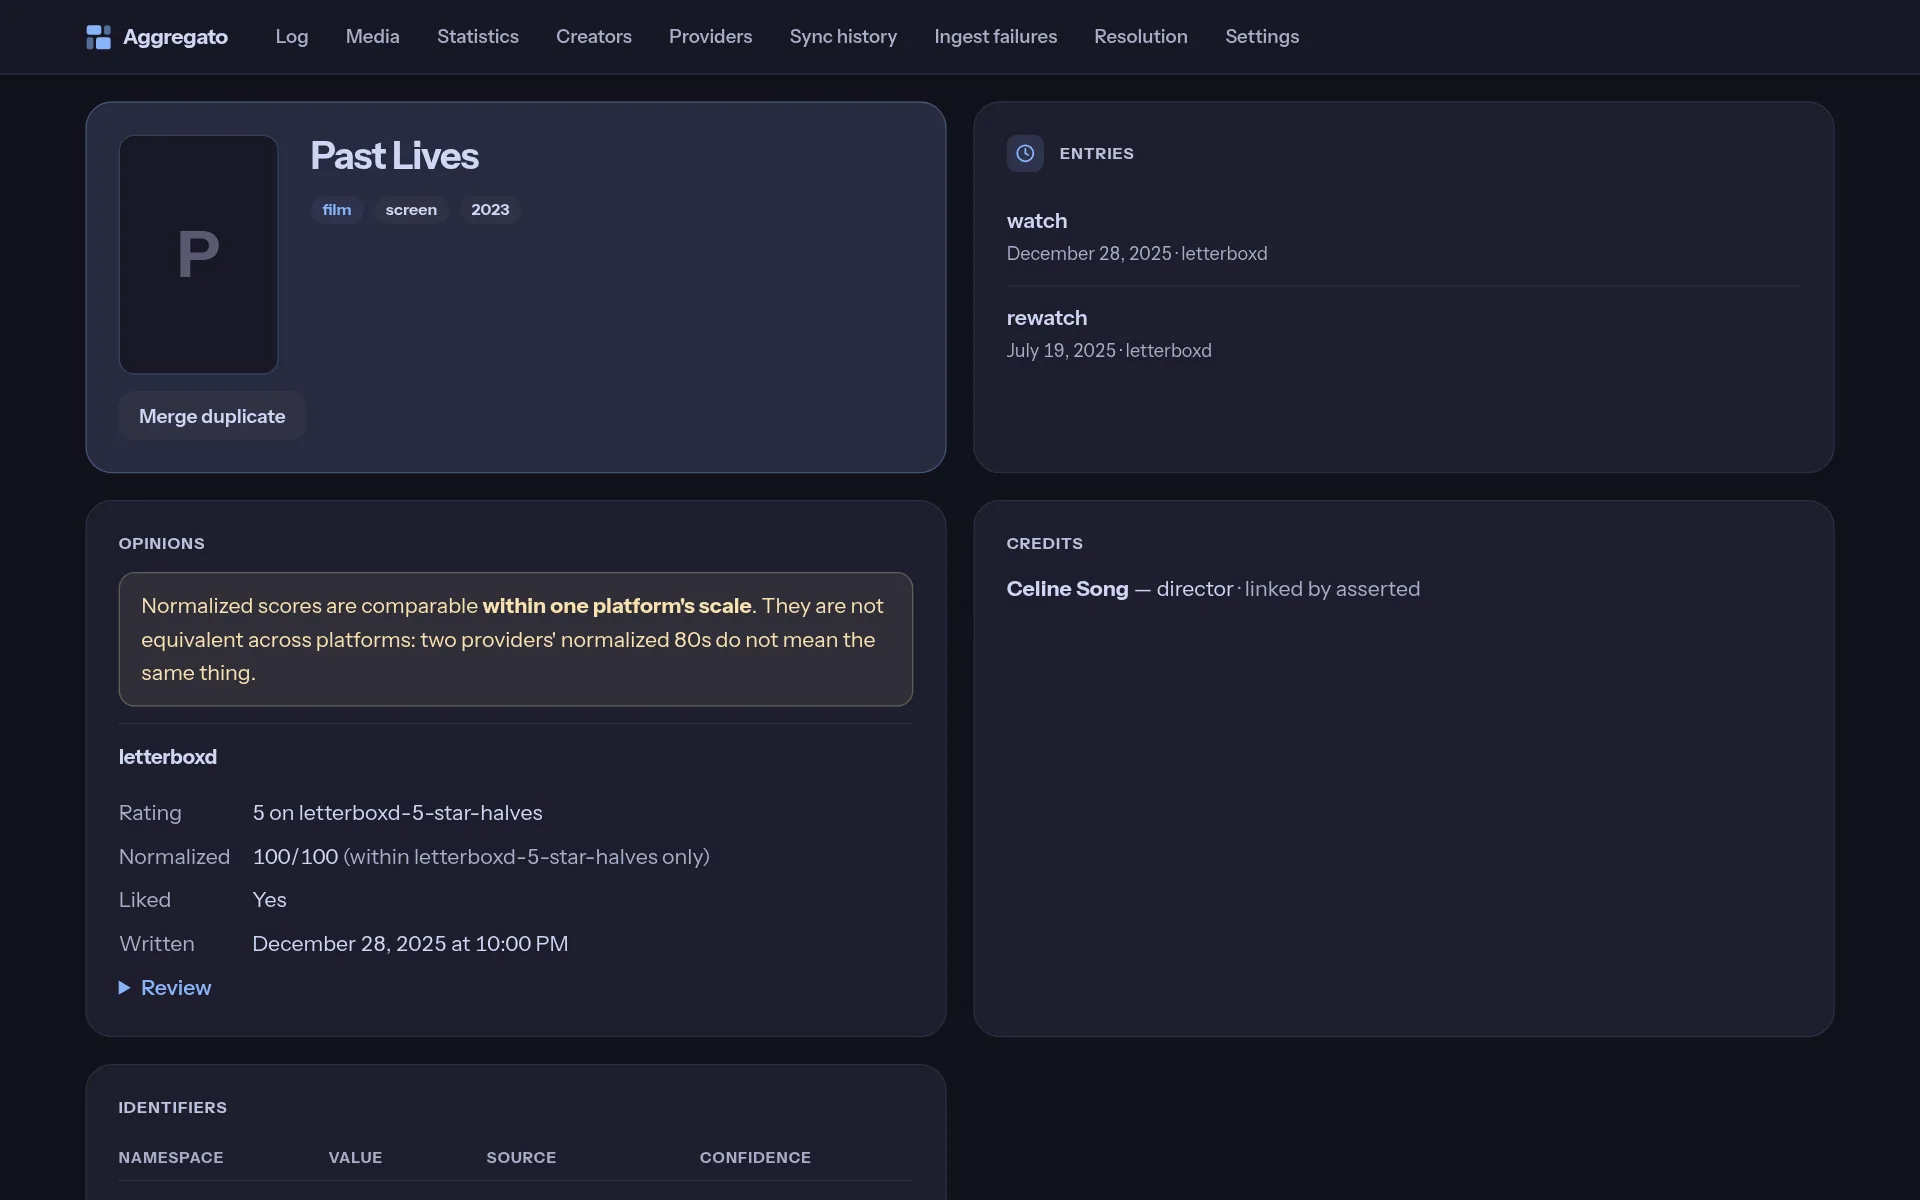 Aggregato
Log
Media
Statistics
Creators
Providers
Sync history
Ingest failures
Resolution
Settings
P
Past Lives
film
screen
2023
Merge duplicate
ENTRIES
watch
December 28, 2025 · letterboxd
rewatch
July 19, 2025 · letterboxd
OPINIONS
Normalized scores are comparable within one platform's scale. They are not
equivalent across platforms: two providers' normalized 80s do not mean the
same thing.
letterboxd
Rating 5 on letterboxd-5-star-halves
Normalized 100/100 (within letterboxd-5-star-halves only)
Liked Yes
Written December 28, 2025 at 10:00 PM
Review
CREDITS
Celine Song — director · linked by asserted
IDENTIFIERS
NAMESPACE VALUE SOURCE CONFIDENCE